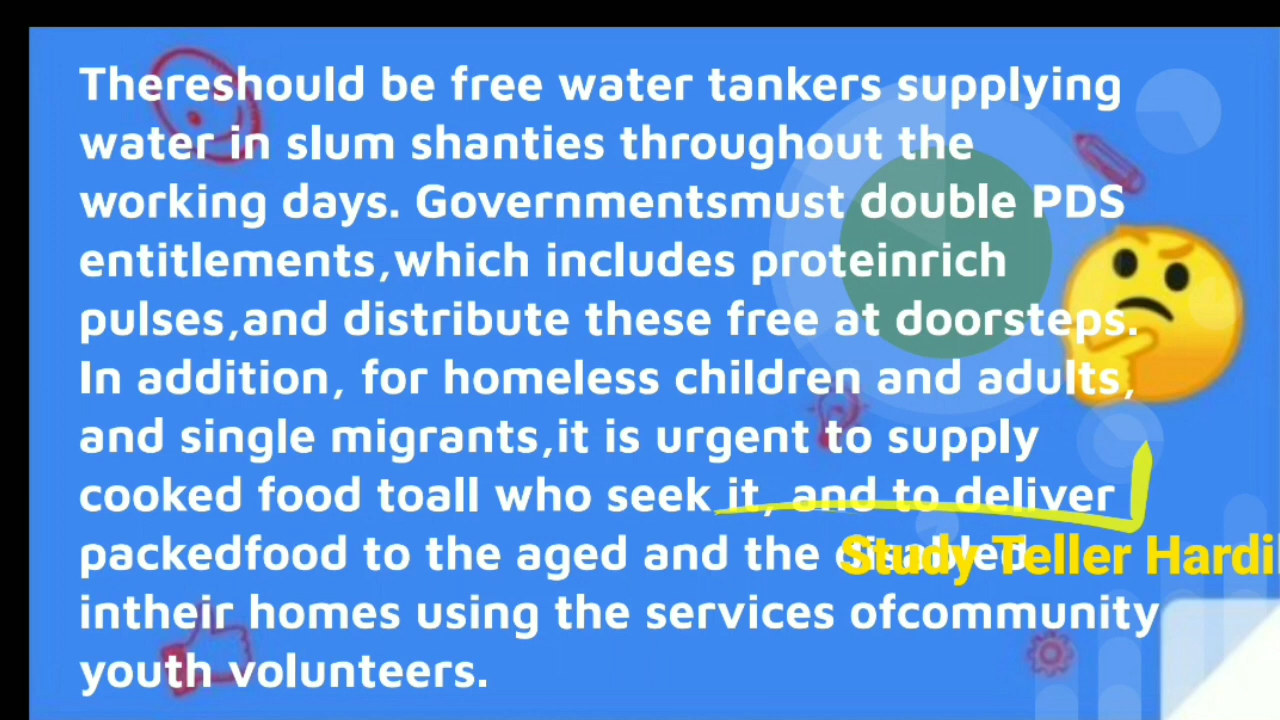 Thereshould be free water tankers supplying
water in slum shanties throughout the
working days. Governmentsmust double PDS
entitlements,which includes proteinrich
pulses,and distribute these free at doorsteps.
In addition, for homeless children and adults,
and single migrants,it is urgent to supply
cooked food toall who seek it, and to deliver
packedfood to the aged and the disabled
Study Teller Hardi
intheir homes using the services ofcommunity
youth volunteers.